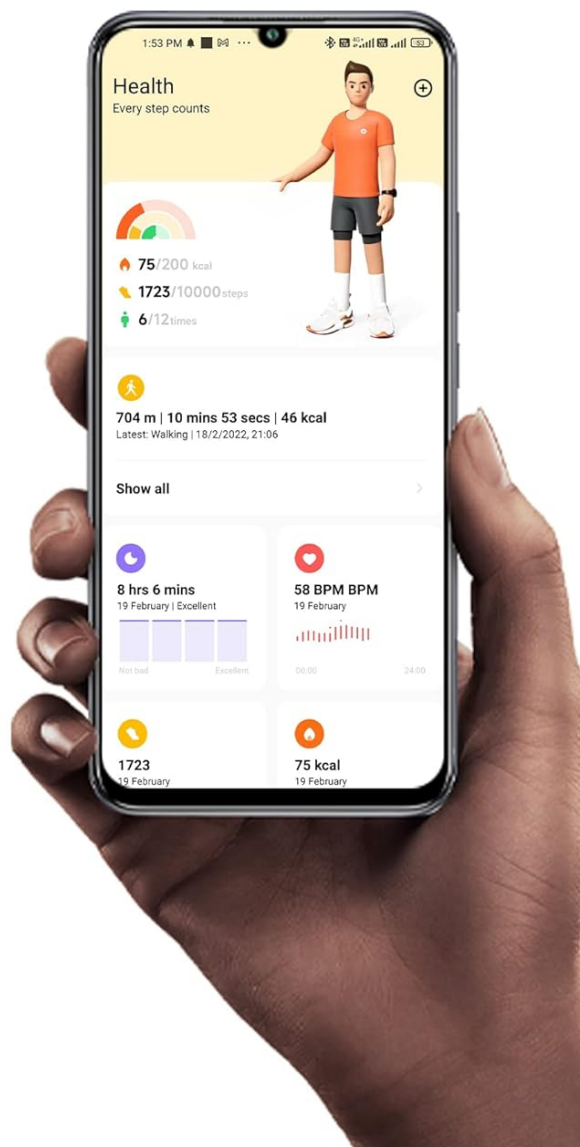 1:53 PM
4G+
53
Health
Every step counts
75/200 kcal
1723/10000steps
6/12times
704 m | 10 mins 53 secs | 46 kcal
Latest: Walking | 18/2/2022, 21:06
Show all
8 hrs 6 mins
19 February | Excellent
Not bad Excellent
58 BPM BPM
19 February
00:00 24:00
1723
19 February
75 kcal
19 February